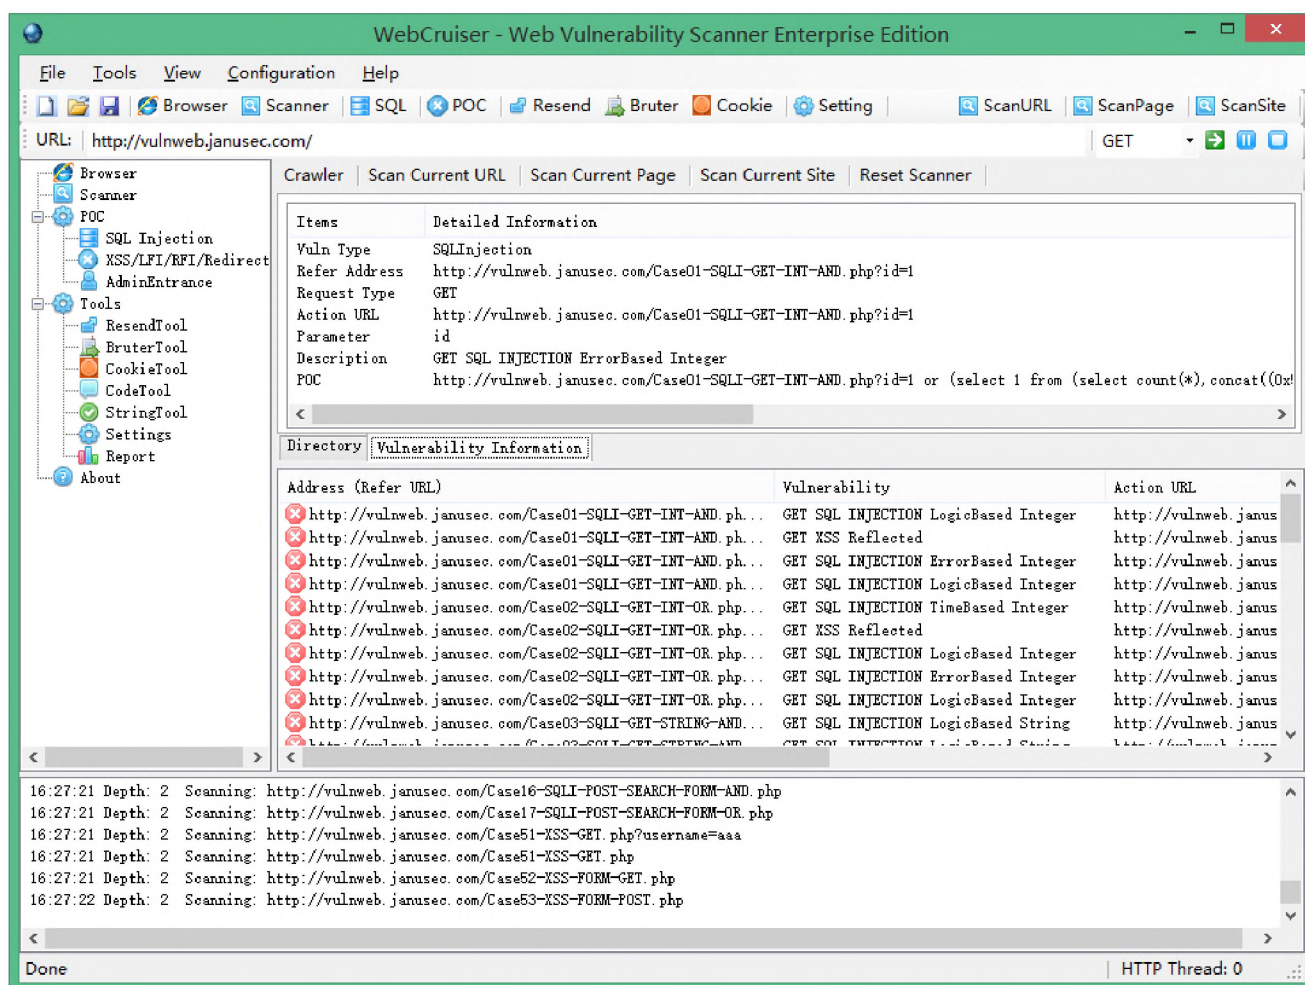 WebCruiser - Web Vulnerability Scanner Enterprise Edition
File Tools View Configuration Help
Browser Scanner SQL POC Resend Bruter Cookie Setting ScanURL ScanPage ScanSite
URL: http://vulnweb.janusec.com/ GET
Browser
Scanner
POC
SQL Injection
XSS/LFI/RFI/Redirect
AdminEntrance
Tools
ResendTool
BruterTool
CookieTool
CodeTool
StringTool
Settings
Report
About
Crawler Scan Current URL Scan Current Page Scan Current Site Reset Scanner
Items Detailed Information
Vuln Type SQLInjection
Refer Address http://vulnweb.janusec.com/Case01-SQLI-GET-INT-AND.php?id=1
Request Type GET
Action URL http://vulnweb.janusec.com/Case01-SQLI-GET-INT-AND.php?id=1
Parameter id
Description GET SQL INJECTION ErrorBased Integer
POC http://vulnweb.janusec.com/Case01-SQLI-GET-INT-AND.php?id=1 or (select 1 from (select count(*),concat((0x
Directory Vulnerability Information
Address (Refer URL) Vulnerability Action URL
http://vulnweb.janusec.com/Case01-SQLI-GET-INT-AND.ph... GET SQL INJECTION LogicBased Integer http://vulnweb.janus
http://vulnweb.janusec.com/Case01-SQLI-GET-INT-AND.ph... GET XSS Reflected http://vulnweb.janus
http://vulnweb.janusec.com/Case01-SQLI-GET-INT-AND.ph... GET SQL INJECTION ErrorBased Integer http://vulnweb.janus
http://vulnweb.janusec.com/Case01-SQLI-GET-INT-AND.ph... GET SQL INJECTION LogicBased Integer http://vulnweb.janus
http://vulnweb.janusec.com/Case02-SQLI-GET-INT-OR.php... GET SQL INJECTION TimeBased Integer http://vulnweb.janus
http://vulnweb.janusec.com/Case02-SQLI-GET-INT-OR.php... GET XSS Reflected http://vulnweb.janus
http://vulnweb.janusec.com/Case02-SQLI-GET-INT-OR.php... GET SQL INJECTION LogicBased Integer http://vulnweb.janus
http://vulnweb.janusec.com/Case02-SQLI-GET-INT-OR.php... GET SQL INJECTION ErrorBased Integer http://vulnweb.janus
http://vulnweb.janusec.com/Case02-SQLI-GET-INT-OR.php... GET SQL INJECTION LogicBased Integer http://vulnweb.janus
http://vulnweb.janusec.com/Case03-SQLI-GET-STRING-AND... GET SQL INJECTION LogicBased String http://vulnweb.janus
16:27:21 Depth: 2 Scanning: http://vulnweb.janusec.com/Case16-SQLI-POST-SEARCH-FORM-AND.php
16:27:21 Depth: 2 Scanning: http://vulnweb.janusec.com/Case17-SQLI-POST-SEARCH-FORM-OR.php
16:27:21 Depth: 2 Scanning: http://vulnweb.janusec.com/Case51-XSS-GET.php?username=aaa
16:27:21 Depth: 2 Scanning: http://vulnweb.janusec.com/Case51-XSS-GET.php
16:27:21 Depth: 2 Scanning: http://vulnweb.janusec.com/Case52-XSS-FORM-GET.php
16:27:22 Depth: 2 Scanning: http://vulnweb.janusec.com/Case53-XSS-FORM-POST.php
Done HTTP Thread: 0